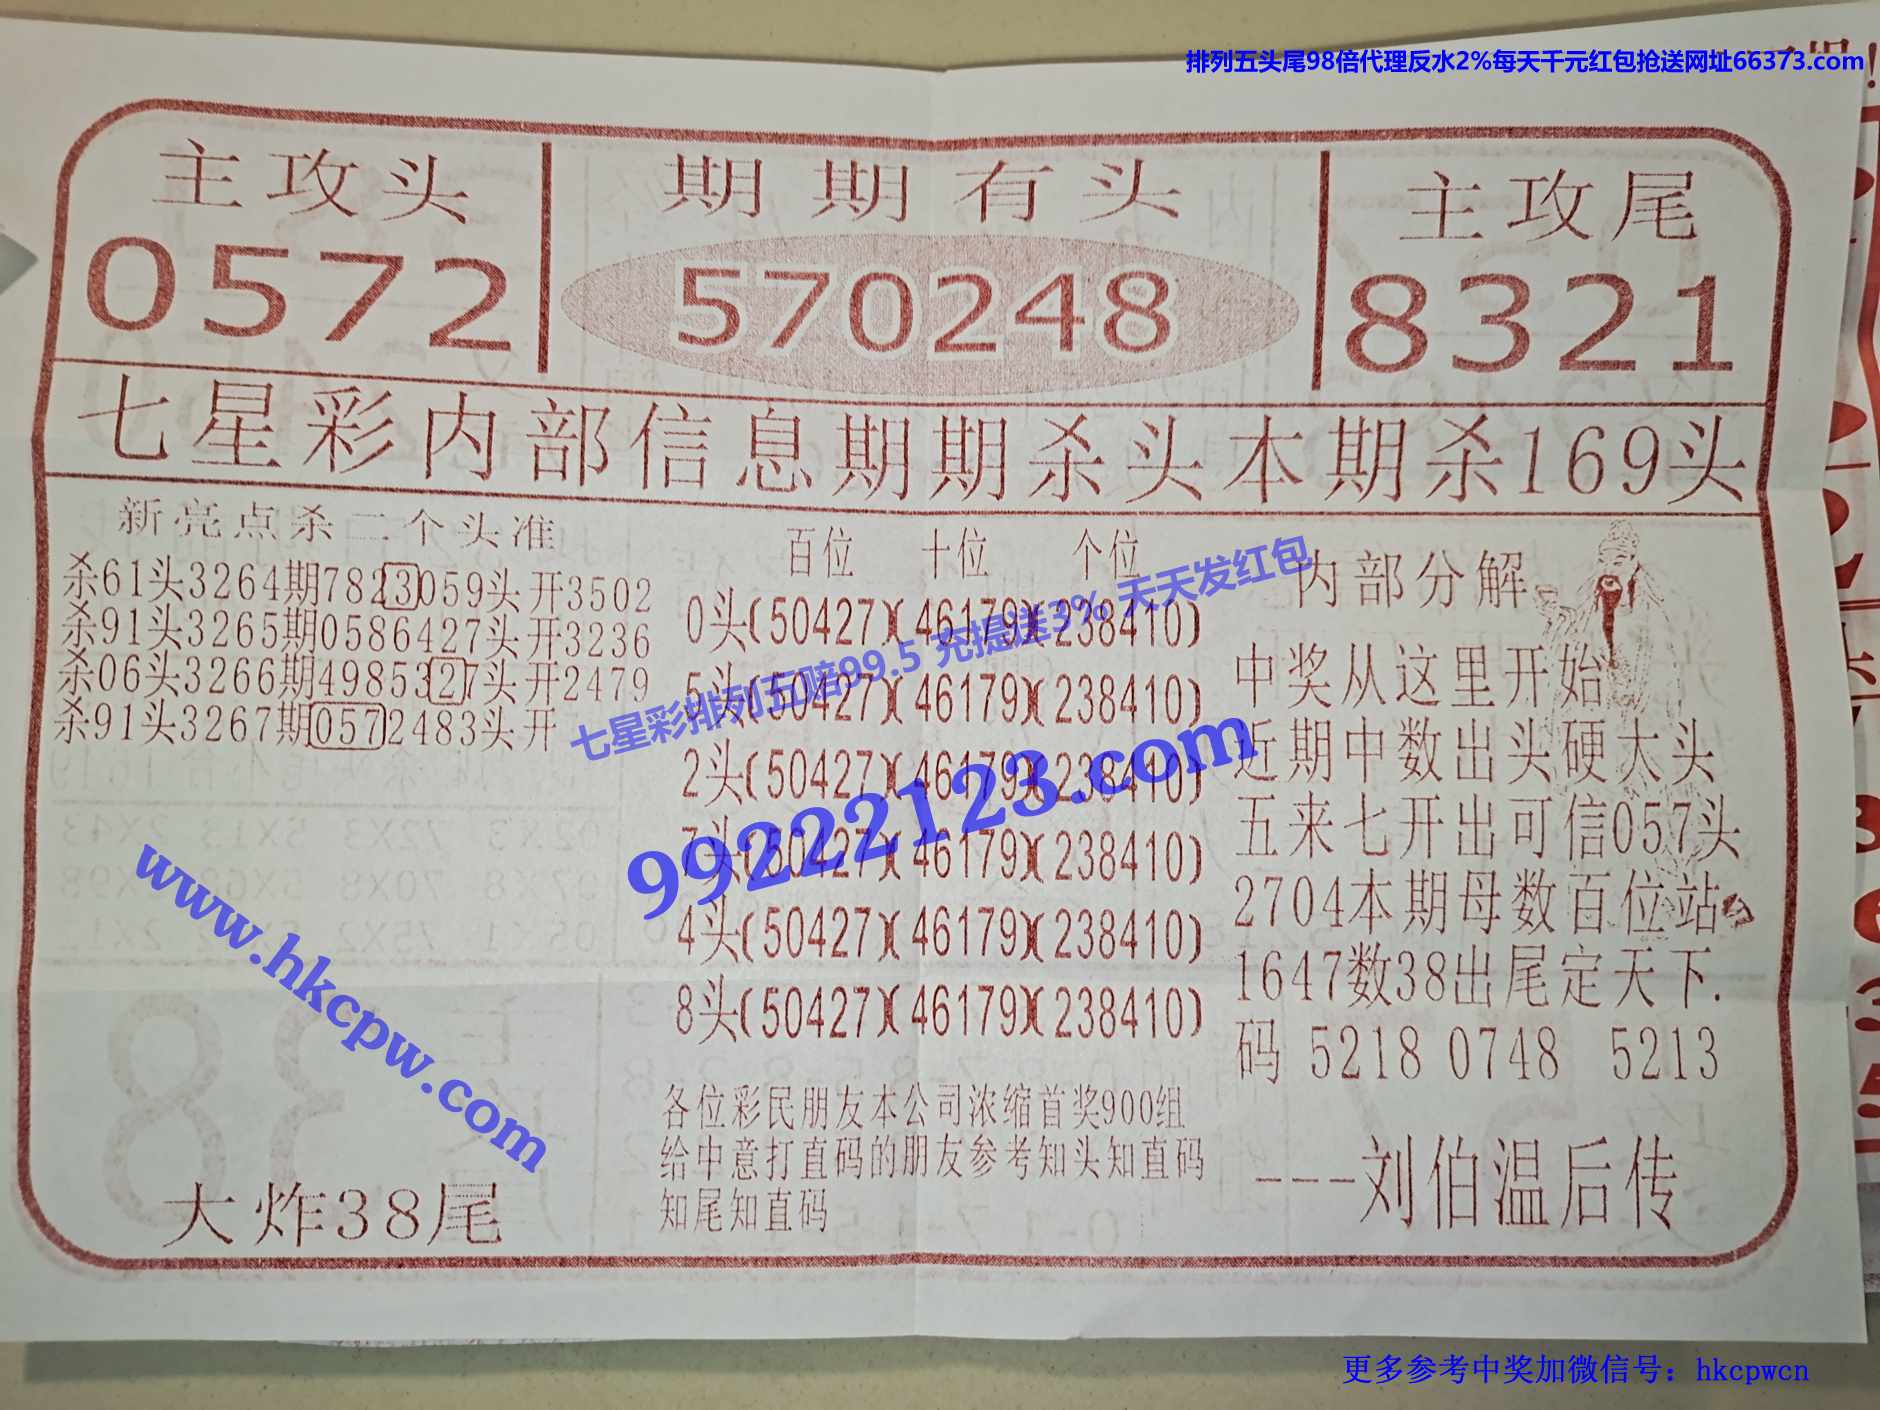 排列五头尾98倍代理反水2%每天千元红包抢送网址66373.com
主攻头
0572
期期有头
570248
主攻尾
8321
七星彩内部信息期期杀头本期杀169头
新亮点杀二个头准
杀61头3264期7823059头开3502
杀91头3265期0586427头开3236
杀06头3266期4985327头开2479
杀91头3267期0572483头开
大炸38尾
百位 十位 个位
0头(50427)(46179)(238410)
5头(50427)(46179)(238410)
2头(50427)(46179)(238410)
7头(50427)(46179)(238410)
4头(50427)(46179)(238410)
8头(50427)(46179)(238410)
各位彩民朋友本公司浓缩首奖900组
给中意打直码的朋友参考知头知直码
知尾知直码
内部分解
中奖从这里开始
近期中数出头硬大头
五来七开出可信057头
2704本期母数百位站
1647数38出尾定天下.
码 5218 0748 5213
---刘伯温后传
七星彩排列五赔99.5 充提送3% 天天发红包
99222123.com
www.hkcpw.com
更多参考中奖加微信号：hkcpwcn